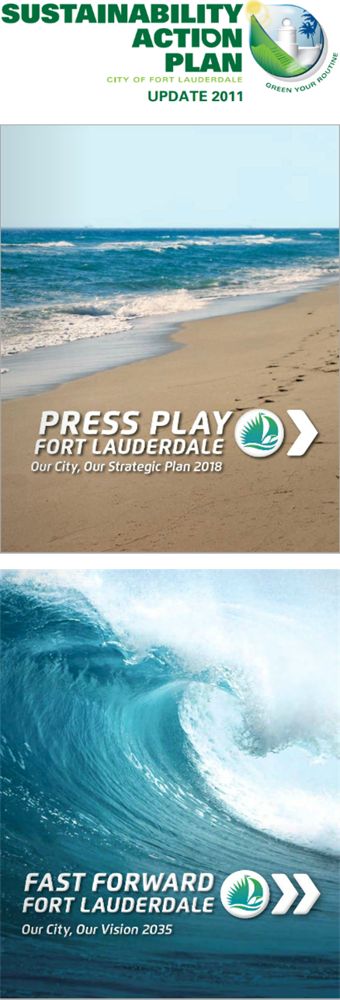 SUSTAINABILITY
ACTION
PLAN
CITY OF FORT LAUDERDALE
UPDATE 2011
GREEN YOUR ROUTINE
PRESS PLAY
FORT LAUDERDALE
Our City, Our Strategic Plan 2018
FAST FORWARD
FORT LAUDERDALE
Our City, Our Vision 2035